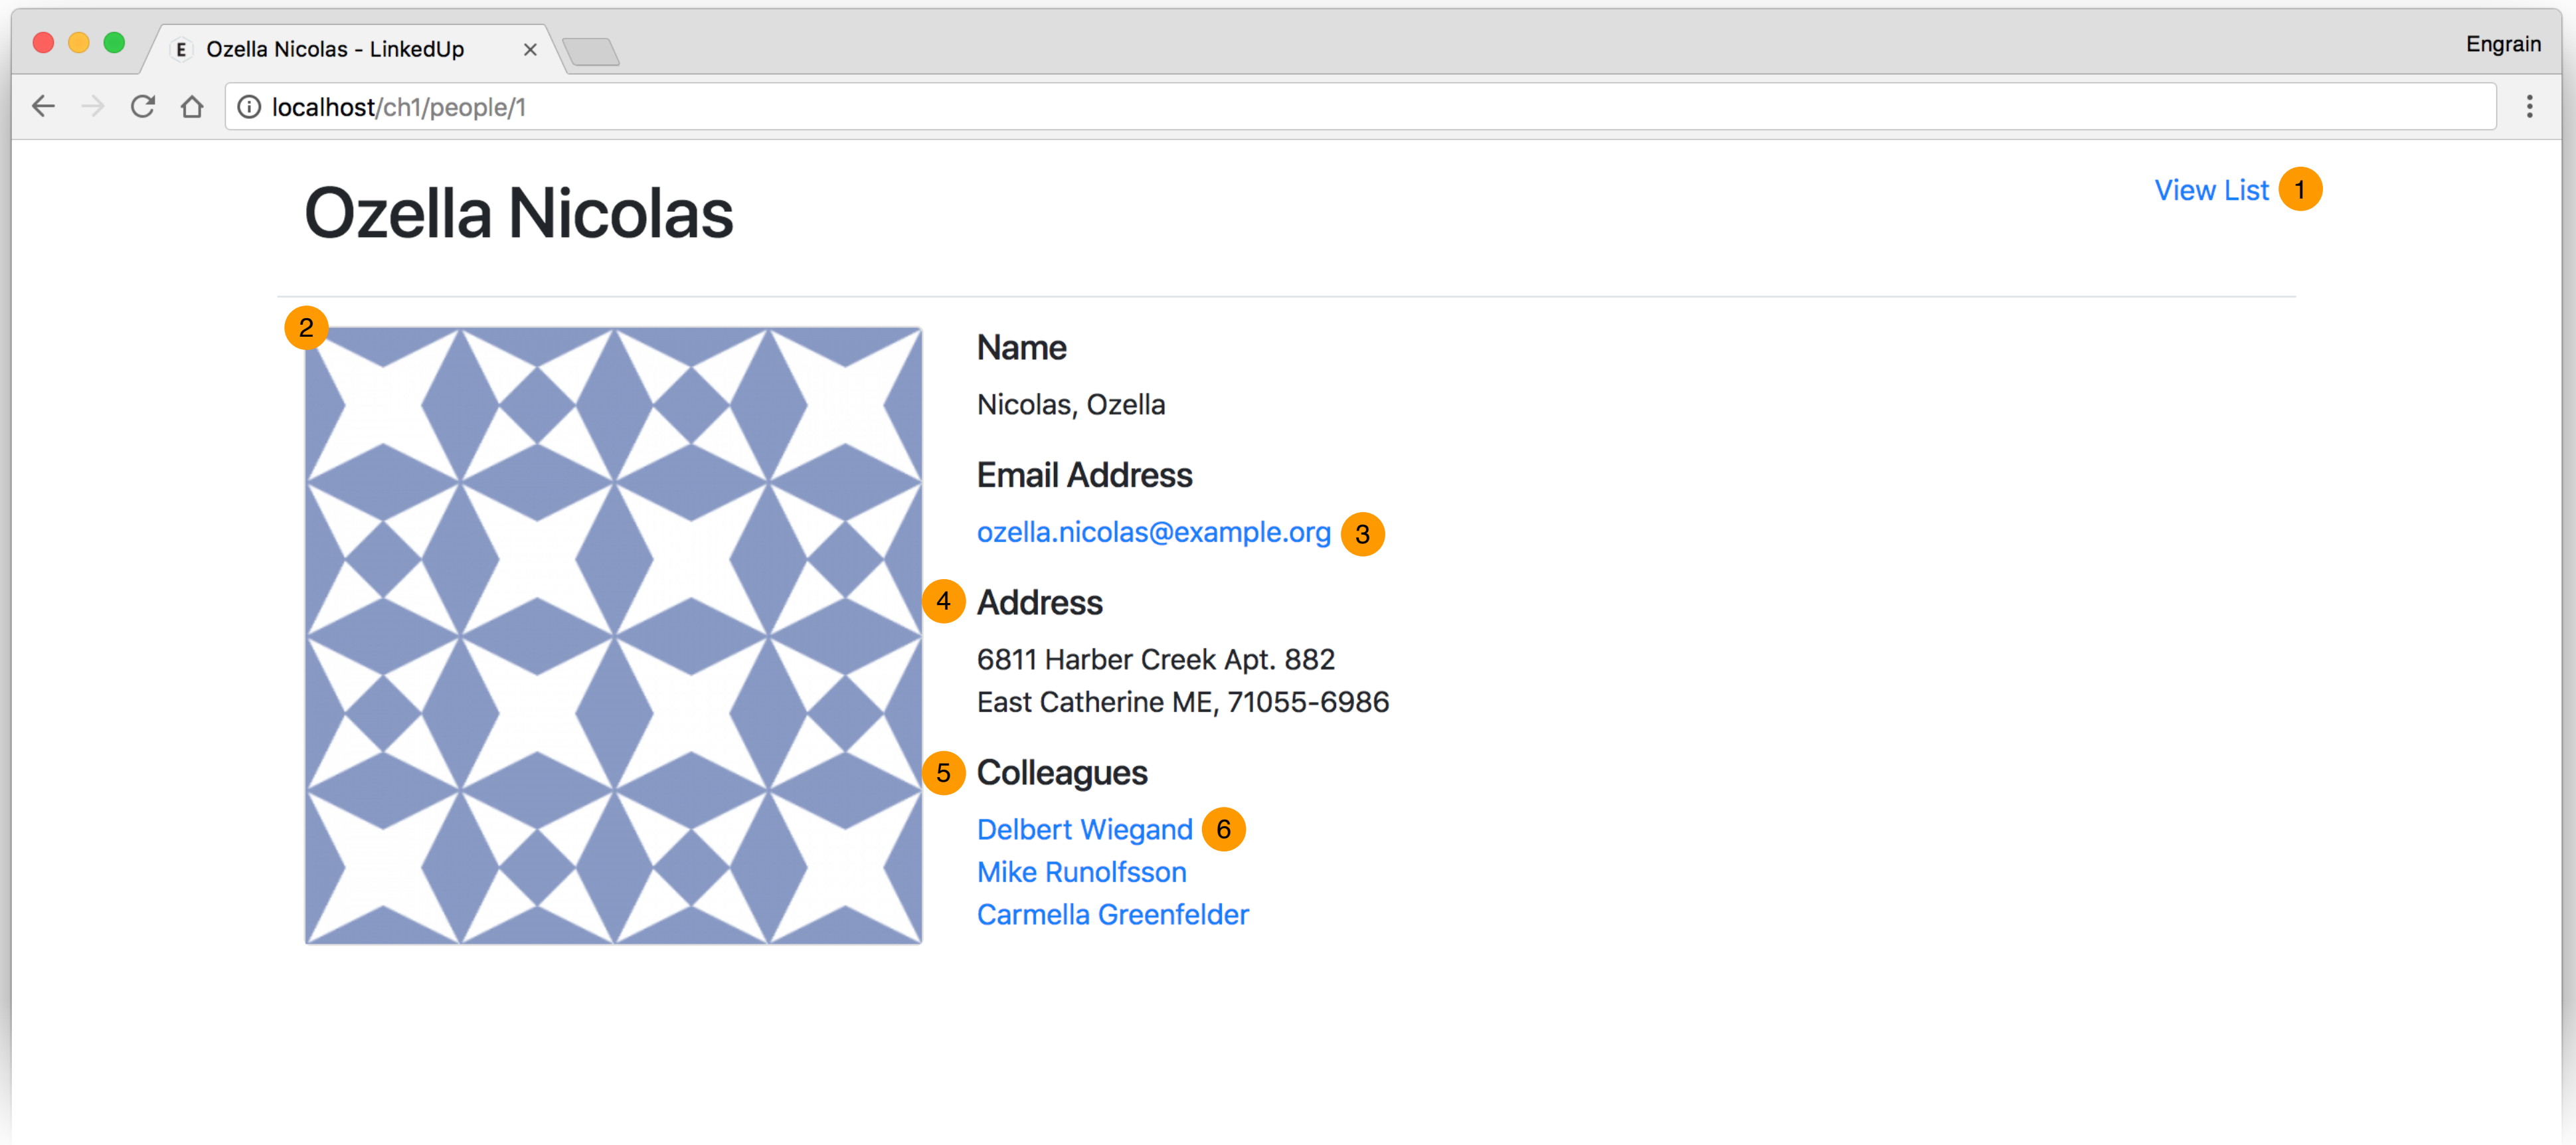 E Ozella Nicolas - LinkedUp
Engrain
localhost/ch1/people/1
Ozella Nicolas
View List 1
2
Name
Nicolas, Ozella
Email Address
ozella.nicolas@example.org 3
4 Address
6811 Harber Creek Apt. 882
East Catherine ME, 71055-6986
5 Colleagues
Delbert Wiegand 6
Mike Runolfsson
Carmella Greenfelder